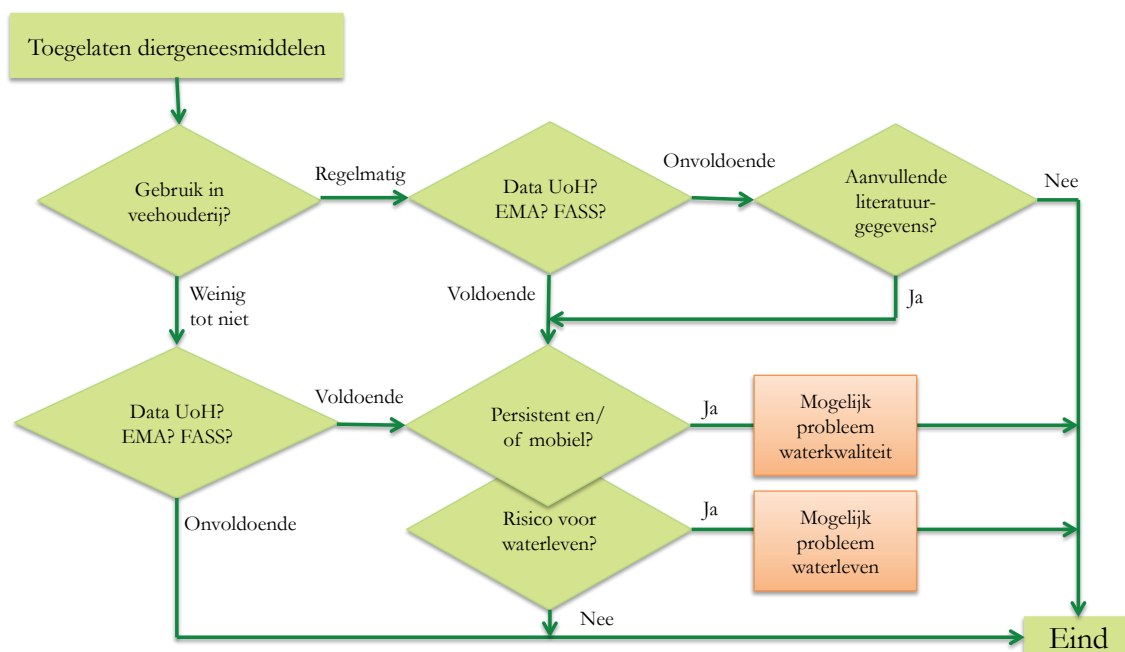 Toegelaten diergeneesmiddelen
Gebruik in
veehouderij?
Regelmatig
Data UoH?
EMA? FASS?
Onvoldoende
Aanvullende
literatuur-
gegevens?
Nee
Weinig
tot niet
Voldoende
Ja
Data UoH?
EMA? FASS?
Voldoende
Persistent en/
of mobiel?
Ja
Mogelijk
probleem
waterkwaliteit
Onvoldoende
Risico voor
waterleven?
Ja
Mogelijk
probleem
waterleven
Nee
Eind